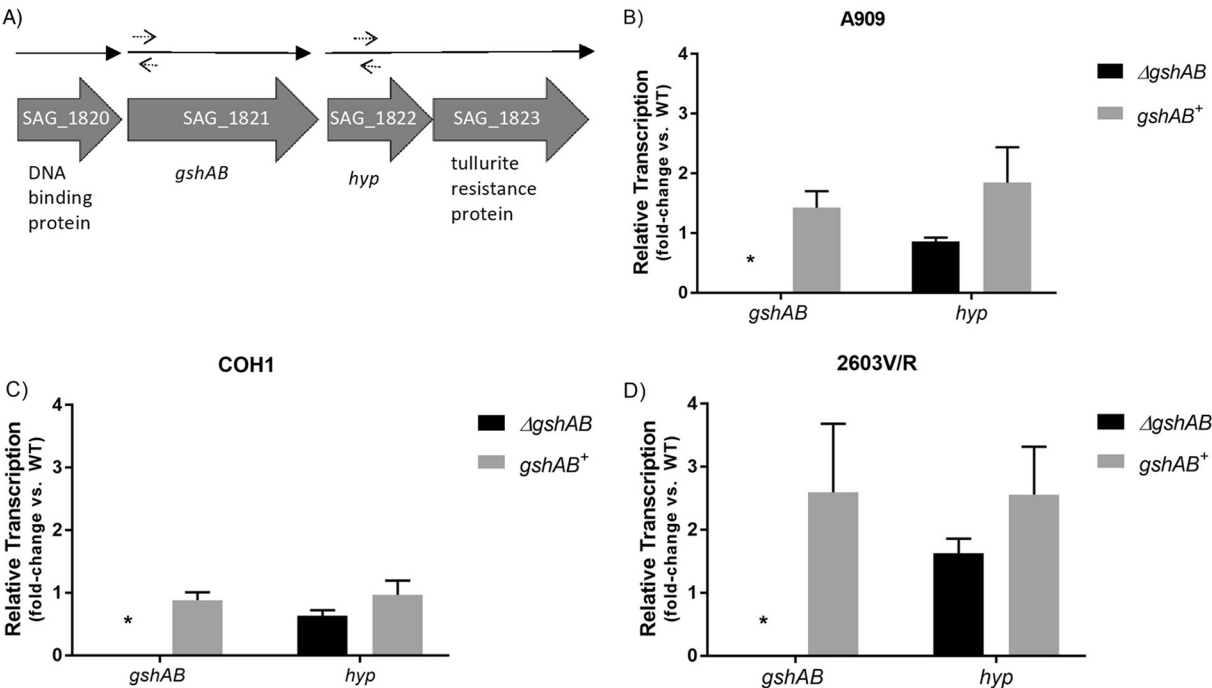 A)
SAG_1820
SAG_1821
SAG_1822
SAG_1823
DNA
binding
protein
gshAB
hyp
tullurite
resistance
protein
B)
A909
Relative Transcription
(fold-change vs. WT)
4
3
2
1
0
*
gshAB
hyp
ΔgshAB
gshAB+
C)
COH1
Relative Transcription
(fold-change vs. WT)
4
3
2
1
0
*
gshAB
hyp
ΔgshAB
gshAB+
D)
2603V/R
Relative Transcription
(fold-change vs. WT)
4
3
2
1
0
*
gshAB
hyp
ΔgshAB
gshAB+